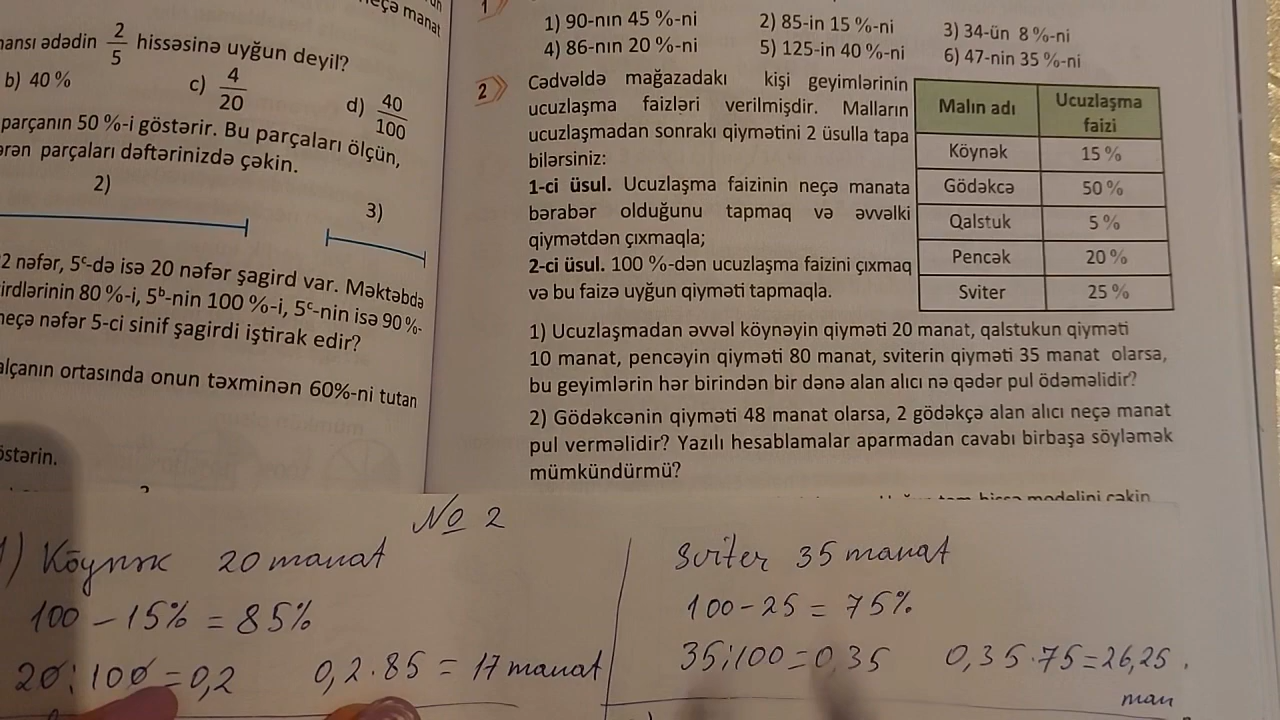 neçə manat
hansı ədədin 2/5 hissəsinə uyğun deyil?
b) 40 % c) 4/20 d) 40/100
parçanın 50 %-i göstərir. Bu parçaları ölçün,
parçaları dəftərinizdə çəkin.
2) 3)
2 nəfər, 5ᶜ-də isə 20 nəfər şagird var. Məktəbdə
80 %-i, 5ᵇ-nin 100 %-i, 5ᶜ-nin isə 90 %-
neçə nəfər 5-ci sinif şagirdi iştirak edir?
ortasında onun təxminən 60%-ni tutan
1
1) 90-nın 45 %-ni 2) 85-in 15 %-ni 3) 34-ün 8 %-ni
4) 86-nın 20 %-ni 5) 125-in 40 %-ni 6) 47-nin 35 %-ni
2 Cədvəldə mağazadakı kişi geyimlərinin
ucuzlaşma faizləri verilmişdir. Malların
ucuzlaşmadan sonrakı qiymətini 2 üsulla tapa
bilərsiniz:
1-ci üsul. Ucuzlaşma faizinin neçə manata
bərabər olduğunu tapmaq və əvvəlki
qiymətdən çıxmaqla;
2-ci üsul. 100 %-dən ucuzlaşma faizini çıxmaq
və bu faizə uyğun qiyməti tapmaqla.
Malın adı Ucuzlaşma
faizi
Köynək 15 %
Gödəkcə 50 %
Qalstuk 5 %
Pencək 20 %
Sviter 25 %
1) Ucuzlaşmadan əvvəl köynəyin qiyməti 20 manat, qalstukun qiyməti
10 manat, pencəyin qiyməti 80 manat, sviterin qiyməti 35 manat olarsa,
bu geyimlərin hər birindən bir dənə alan alıcı nə qədər pul ödəməlidir?
2) Gödəkcənin qiyməti 48 manat olarsa, 2 gödəkçə alan alıcı neçə manat
pul verməlidir? Yazılı hesablamalar aparmadan cavabı birbaşa söyləmək
mümkündürmü?
hissə modelini çəkin
№ 2
1) Köynək 20 manat
100 – 15% = 85%
20 : 100 = 0,2 0,2 · 85 = 17 manat
Sviter 35 manat
100 – 25 = 75%
35 : 100 = 0,35 0,35 · 75 = 26,25
man